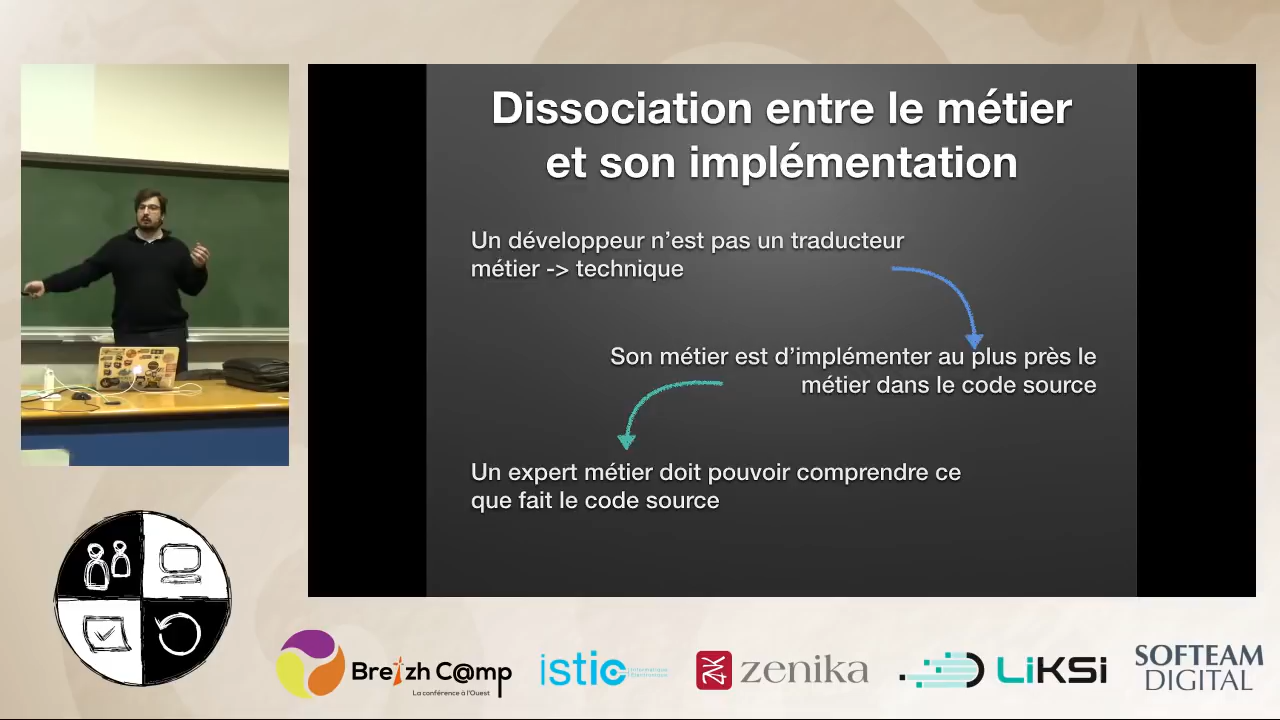 Dissociation entre le métier
et son implémentation
Un développeur n’est pas un traducteur
métier -> technique
Son métier est d’implémenter au plus près le
métier dans le code source
Un expert métier doit pouvoir comprendre ce
que fait le code source
Breizh C@mp
La conférence à l'Ouest
istic
Informatique
Électronique
zenika
LiKSi
SOFTEAM
DIGITAL